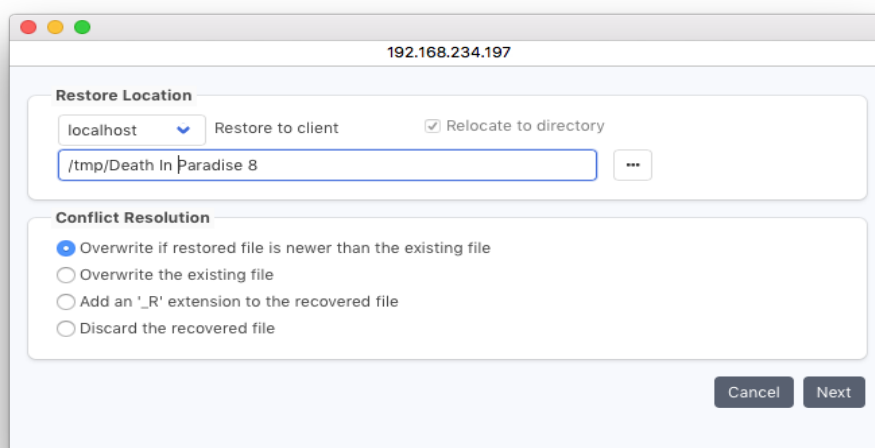 192.168.234.197
Restore Location
localhost Restore to client Relocate to directory
/tmp/Death In Paradise 8 ...
Conflict Resolution
Overwrite if restored file is newer than the existing file
Overwrite the existing file
Add an '_R' extension to the recovered file
Discard the recovered file
Cancel Next